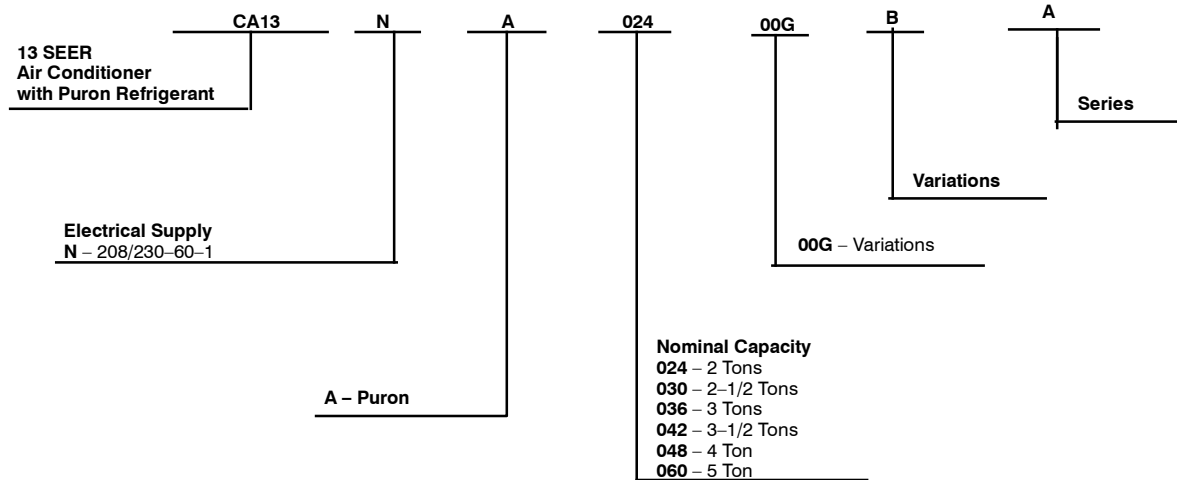 CA13 N A 024 00G B A
13 SEER
Air Conditioner
with Puron Refrigerant
Series
Variations
Electrical Supply
N – 208/230–60–1
00G – Variations
Nominal Capacity
024 – 2 Tons
030 – 2–1/2 Tons
036 – 3 Tons
042 – 3–1/2 Tons
048 – 4 Ton
060 – 5 Ton
A – Puron